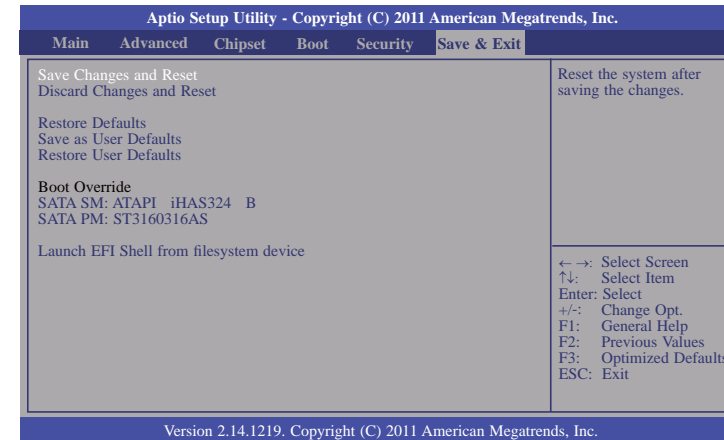 Aptio Setup Utility - Copyright (C) 2011 American Megatrends, Inc.
Main Advanced Chipset Boot Security Save & Exit
Save Changes and Reset
Discard Changes and Reset
Restore Defaults
Save as User Defaults
Restore User Defaults
Boot Override
SATA SM: ATAPI iHAS324 B
SATA PM: ST3160316AS
Launch EFI Shell from filesystem device
Reset the system after
saving the changes.
←→: Select Screen
↑↓: Select Item
Enter: Select
+/-: Change Opt.
F1: General Help
F2: Previous Values
F3: Optimized Defaults
ESC: Exit
Version 2.14.1219. Copyright (C) 2011 American Megatrends, Inc.